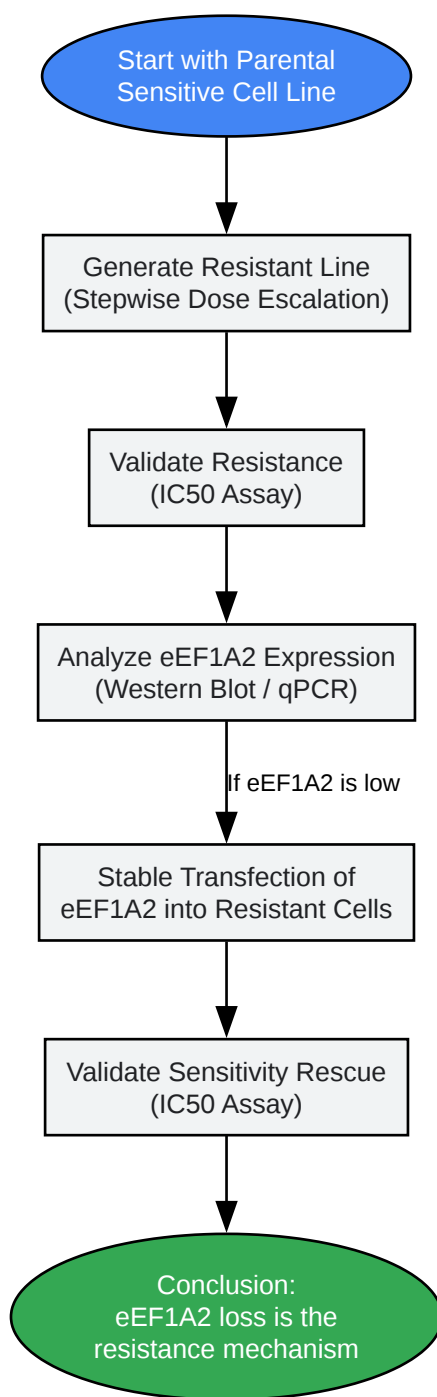 Start with Parental
Sensitive Cell Line
Generate Resistant Line
(Stepwise Dose Escalation)
Validate Resistance
(IC50 Assay)
Analyze eEF1A2 Expression
(Western Blot / qPCR)
If eEF1A2 is low
Stable Transfection of
eEF1A2 into Resistant Cells
Validate Sensitivity Rescue
(IC50 Assay)
Conclusion:
eEF1A2 loss is the
resistance mechanism